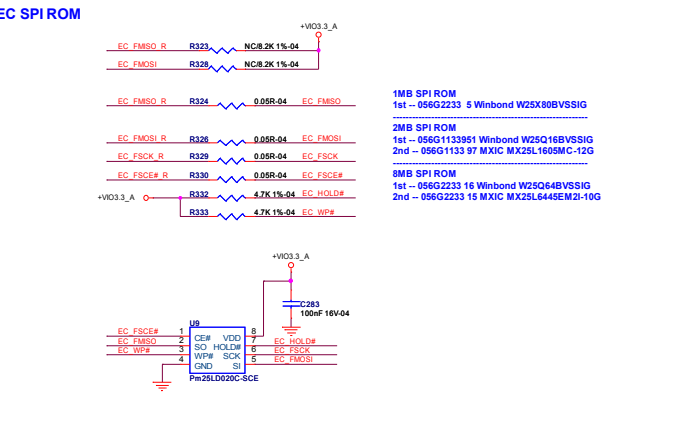 EC SPI ROM
+VIO3.3_A
EC_FMISO_R R323 NC/8.2K 1%-04
EC_FMOSI R328 NC/8.2K 1%-04
EC_FMISO_R R324 0.05R-04 EC_FMISO
EC_FMOSI_R R326 0.05R-04 EC_FMOSI
EC_FSCK_R R329 0.05R-04 EC_FSCK
EC_FSCE#_R R330 0.05R-04 EC_FSCE#
+VIO3.3_A R332 4.7K 1%-04 EC_HOLD#
R333 4.7K 1%-04 EC_WP#
1MB SPI ROM
1st -- 056G2233 5 Winbond W25X80BVSSIG
2MB SPI ROM
1st -- 056G1133951 Winbond W25Q16BVSSIG
2nd -- 056G1133 97 MXIC MX25L1605MC-12G
8MB SPI ROM
1st -- 056G2233 16 Winbond W25Q64BVSSIG
2nd -- 056G2233 15 MXIC MX25L6445EM2I-10G
+VIO3.3_A
C283
100nF 16V-04
U9
EC_FSCE# 1 CE# VDD 8
EC_FMISO 2 SO HOLD# 7 EC_HOLD#
EC_WP# 3 WP# SCK 6 EC_FSCK
4 GND SI 5 EC_FMOSI
Pm25LD020C-SCE